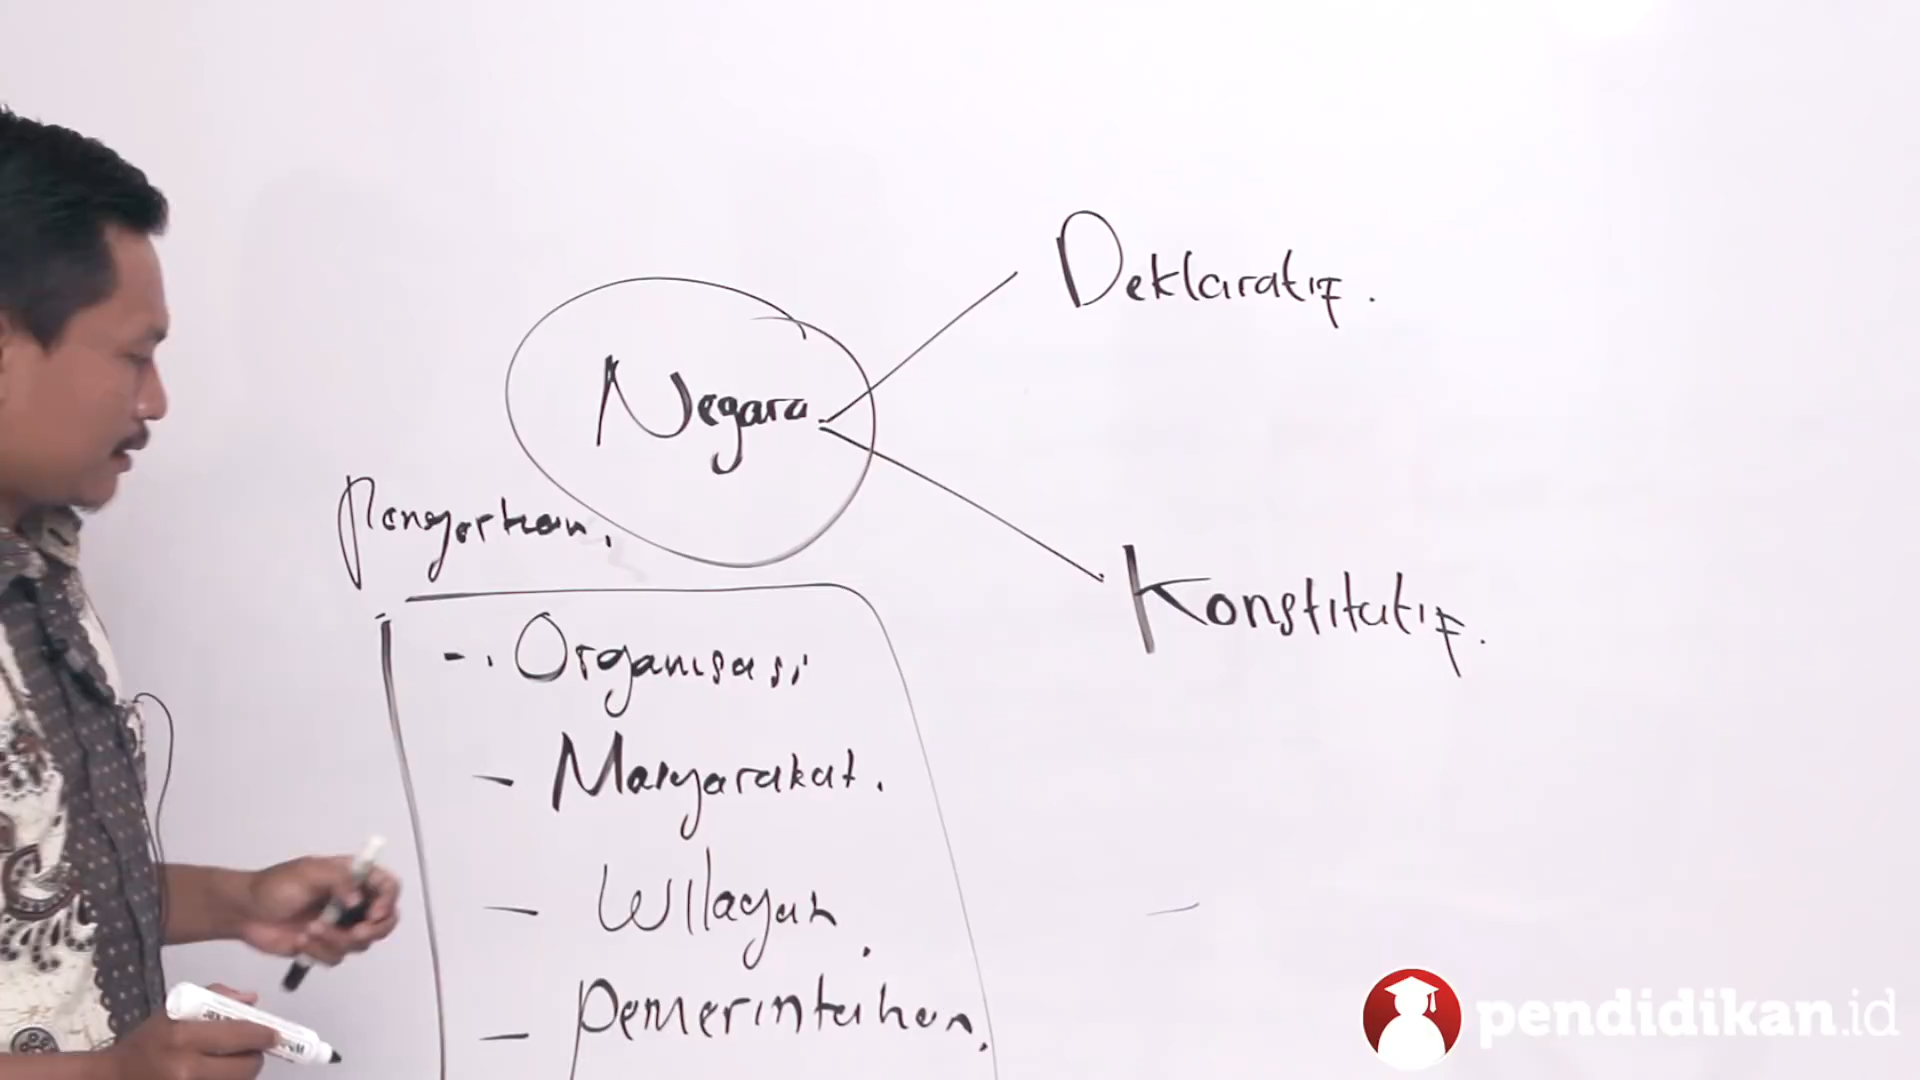 Deklaratif.
Negara.
Pengertian.
Konstitutif.
- . Organisasi
- Masyarakat.
- Wilayah.
- Pemerintahan.
pendidikan.id